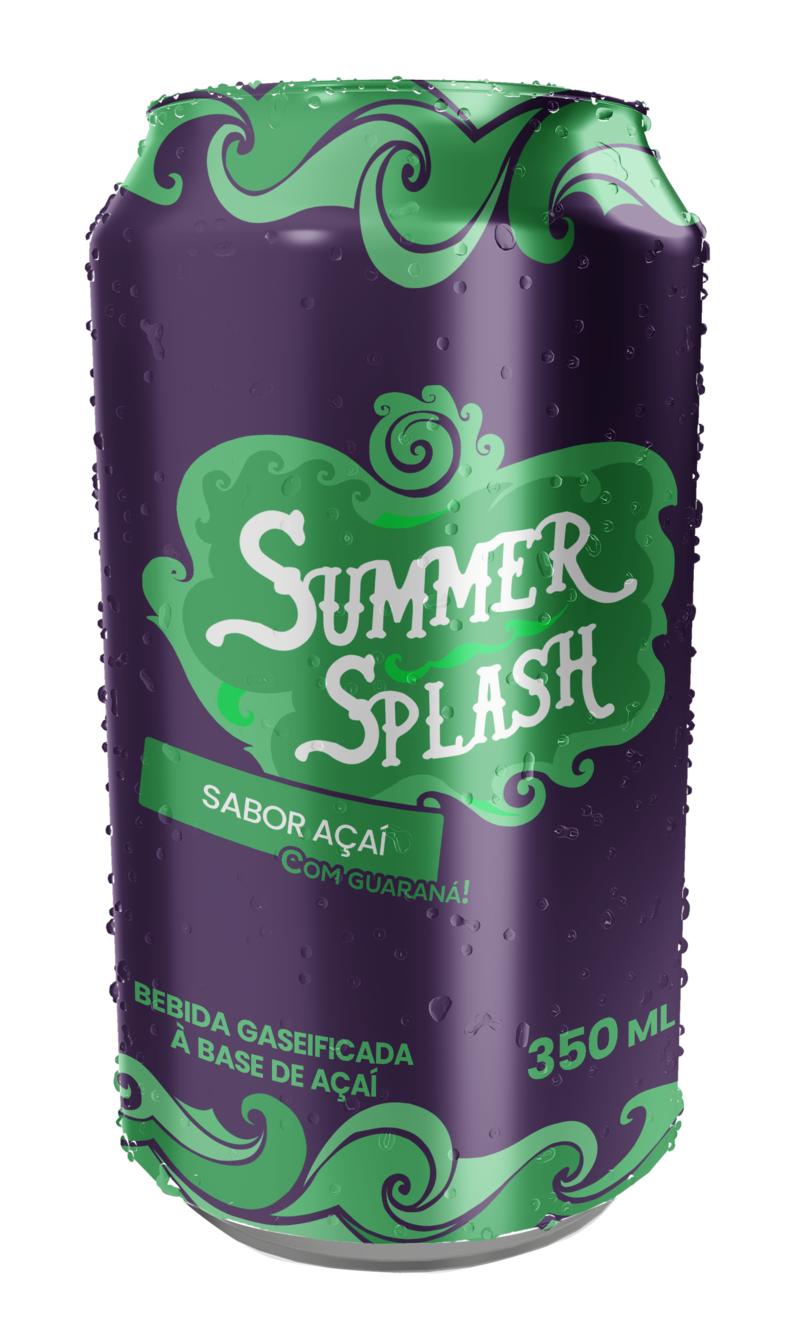 SUMMER
SPLASH
SABOR AÇAÍ
COM GUARANÁ!
BEBIDA GASEIFICADA
À BASE DE AÇAÍ
350 ML